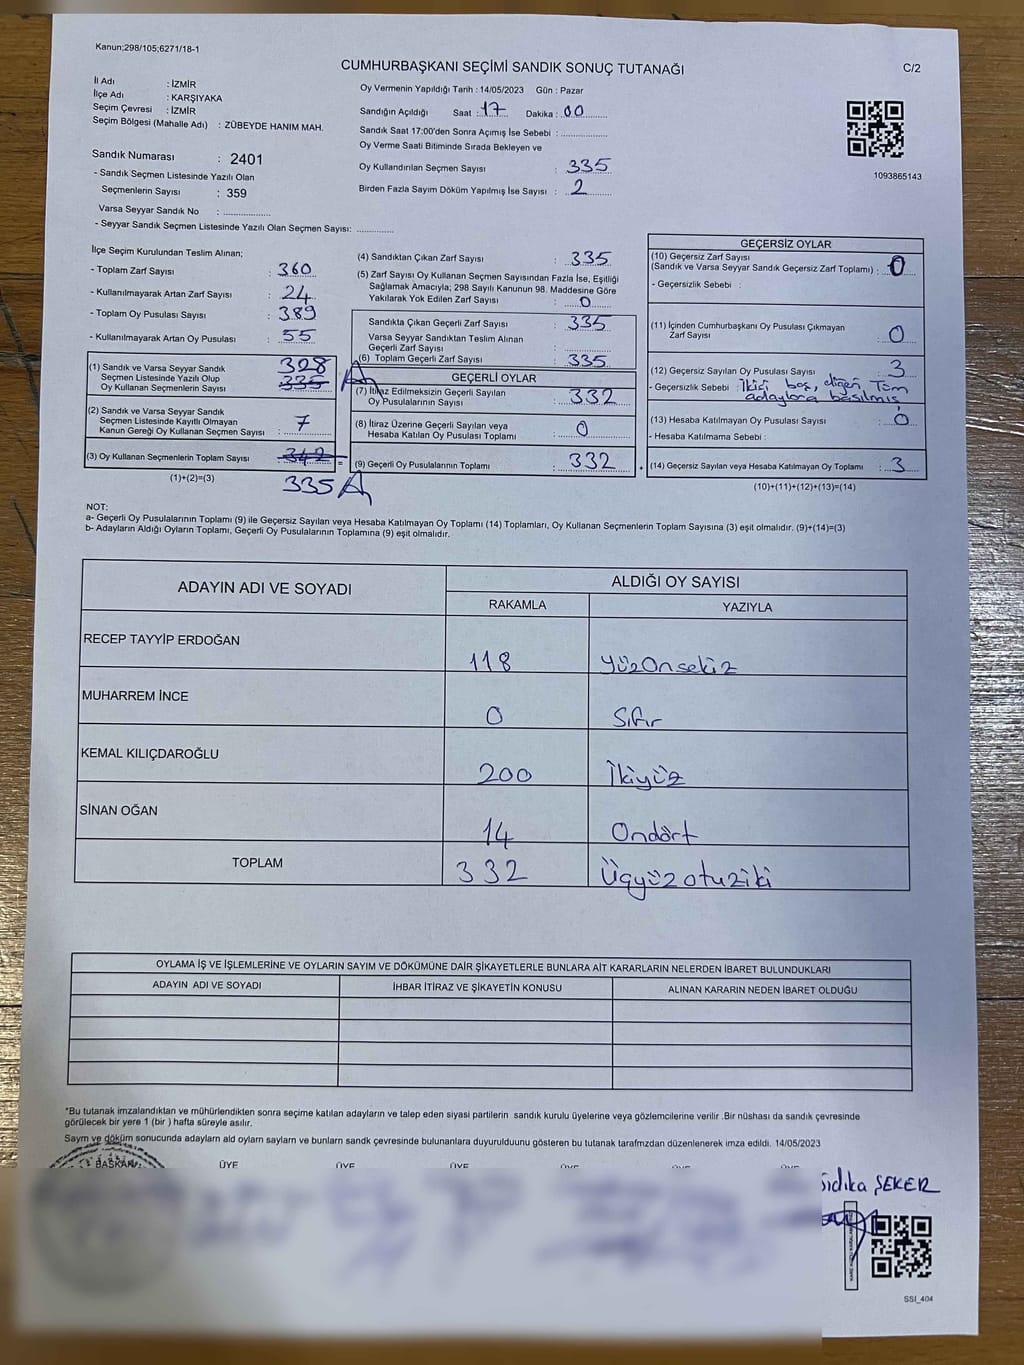 Kanun;298/105;6271/18-1
CUMHURBAŞKANI SEÇİMİ SANDIK SONUÇ TUTANAĞI
C/2
İl Adı : İZMİR
İlçe Adı : KARŞIYAKA
Seçim Çevresi : İZMİR
Seçim Bölgesi (Mahalle Adı) : ZÜBEYDE HANIM MAH.
Sandık Numarası : 2401
- Sandık Seçmen Listesinde Yazılı Olan
Seçmenlerin Sayısı : 359
Varsa Seyyar Sandık No : ..................
- Seyyar Sandık Seçmen Listesinde Yazılı Olan Seçmen Sayısı: ..............
Oy Vermenin Yapıldığı Tarih : 14/05/2023 Gün : Pazar
Sandığın Açıldığı Saat : 17 Dakika : 00
Sandık Saat 17:00'den Sonra Açımış İse Sebebi : ..................
Oy Verme Saati Bitiminde Sırada Bekleyen ve
Oy Kullandırılan Seçmen Sayısı : 335
Birden Fazla Sayım Döküm Yapılmış İse Sayısı : 2
1093865143
İlçe Seçim Kurulundan Teslim Alınan;
- Toplam Zarf Sayısı : 360
- Kullanılmayarak Artan Zarf Sayısı : 24
- Toplam Oy Pusulası Sayısı : 389
- Kullanılmayarak Artan Oy Pusulası : 55
(1) Sandık ve Varsa Seyyar Sandık
Seçmen Listesinde Yazılı Olup
Oy Kullanan Seçmenlerin Sayısı : 328 335
(2) Sandık ve Varsa Seyyar Sandık
Seçmen Listesinde Kayıtlı Olmayan
Kanun Gereği Oy Kullanan Seçmen Sayısı : 7
(3) Oy Kullanan Seçmenlerin Toplam Sayısı : 342 =
(1)+(2)=(3)
335
(4) Sandıktan Çıkan Zarf Sayısı : 335
(5) Zarf Sayısı Oy Kullanan Seçmen Sayısından Fazla İse, Eşitliği
Sağlamak Amacıyla; 298 Sayılı Kanunun 98. Maddesine Göre
Yakılarak Yok Edilen Zarf Sayısı : 0
Sandıkta Çıkan Geçerli Zarf Sayısı : 335
Varsa Seyyar Sandıktan Teslim Alınan
Geçerli Zarf Sayısı
(6) Toplam Geçerli Zarf Sayısı : 335
GEÇERLİ OYLAR
(7) İtiraz Edilmeksizin Geçerli Sayılan
Oy Pusulalarının Sayısı : 332
(8) İtiraz Üzerine Geçerli Sayılan veya
Hesaba Katılan Oy Pusulası Toplamı : 0
(9) Geçerli Oy Pusulalarının Toplamı : 332
GEÇERSİZ OYLAR
(10) Geçersiz Zarf Sayısı
(Sandık ve Varsa Seyyar Sandık Geçersiz Zarf Toplamı) : 0
- Geçersizlik Sebebi :
(11) İçinden Cumhurbaşkanı Oy Pusulası Çıkmayan
Zarf Sayısı : 0
(12) Geçersiz Sayılan Oy Pusulası Sayısı : 3
- Geçersizlik Sebebi : İkisi boş, diğeri Tüm
adaylara basılmış
(13) Hesaba Katılmayan Oy Pusulası Sayısı : 0
- Hesaba Katılmama Sebebi :
(14) Geçersiz Sayılan veya Hesaba Katılmayan Oy Toplamı : 3
(10)+(11)+(12)+(13)=(14)
NOT:
a- Geçerli Oy Pusulalarının Toplamı (9) ile Geçersiz Sayılan veya Hesaba Katılmayan Oy Toplamı (14) Toplamları, Oy Kullanan Seçmenlerin Toplam Sayısına (3) eşit olmalıdır. (9)+(14)=(3)
b- Adayların Aldığı Oyların Toplamı, Geçerli Oy Pusulalarının Toplamına (9) eşit olmalıdır.
ADAYIN ADI VE SOYADI
ALDIĞI OY SAYISI
RAKAMLA YAZIYLA
RECEP TAYYİP ERDOĞAN 118 YüzOnsekiz
MUHARREM İNCE 0 Sıfır
KEMAL KILIÇDAROĞLU 200 İkiyüz
SİNAN OĞAN 14 Ondört
TOPLAM 332 Üçyüzotuziki
OYLAMA İŞ VE İŞLEMLERİNE VE OYLARIN SAYIM VE DÖKÜMÜNE DAİR ŞİKAYETLERLE BUNLARA AİT KARARLARIN NELERDEN İBARET BULUNDUKLARI
ADAYIN ADI VE SOYADI İHBAR İTİRAZ VE ŞİKAYETİN KONUSU ALINAN KARARIN NEDEN İBARET OLDUĞU
*Bu tutanak imzalandıktan ve mühürlendikten sonra seçime katılan adayların ve talep eden siyasi partilerin sandık kurulu üyelerine veya gözlemcilerine verilir .Bir nüshası da sandık çevresinde
görülecek bir yere 1 (bir ) hafta süreyle asılır.
Saym ve döküm sonucunda adaylarn ald oylarn saylarn ve bunlarn sandk çevresinde bulunanlara duyurulduunu gösteren bu tutanak tarafmzdan düzenlenerek imza edildi. 14/05/2023
BAŞKAN ÜYE ÜYE ÜYE ÜYE ÜYE ÜYE
Sıdıka ŞEKER
SSI_404